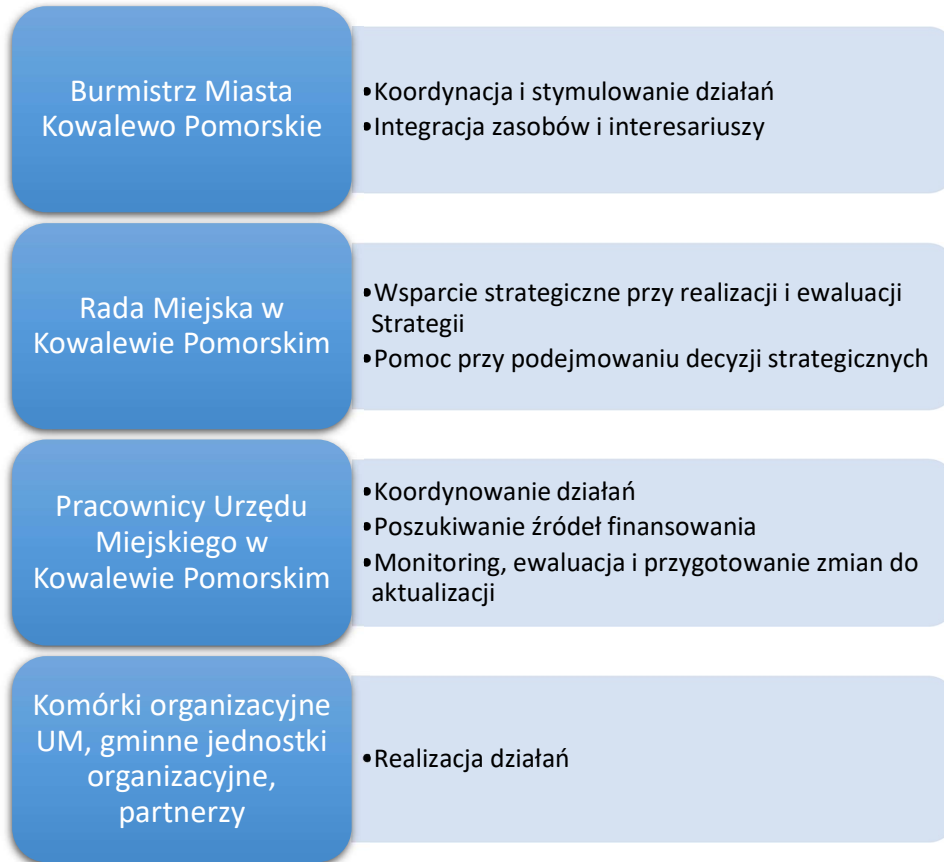 Burmistrz Miasta
Kowalewo Pomorskie
•Koordynacja i stymulowanie działań
•Integracja zasobów i interesariuszy
Rada Miejska w
Kowalewie Pomorskim
•Wsparcie strategiczne przy realizacji i ewaluacji
Strategii
•Pomoc przy podejmowaniu decyzji strategicznych
Pracownicy Urzędu
Miejskiego w
Kowalewie Pomorskim
•Koordynowanie działań
•Poszukiwanie źródeł finansowania
•Monitoring, ewaluacja i przygotowanie zmian do
aktualizacji
Komórki organizacyjne
UM, gminne jednostki
organizacyjne,
partnerzy
•Realizacja działań